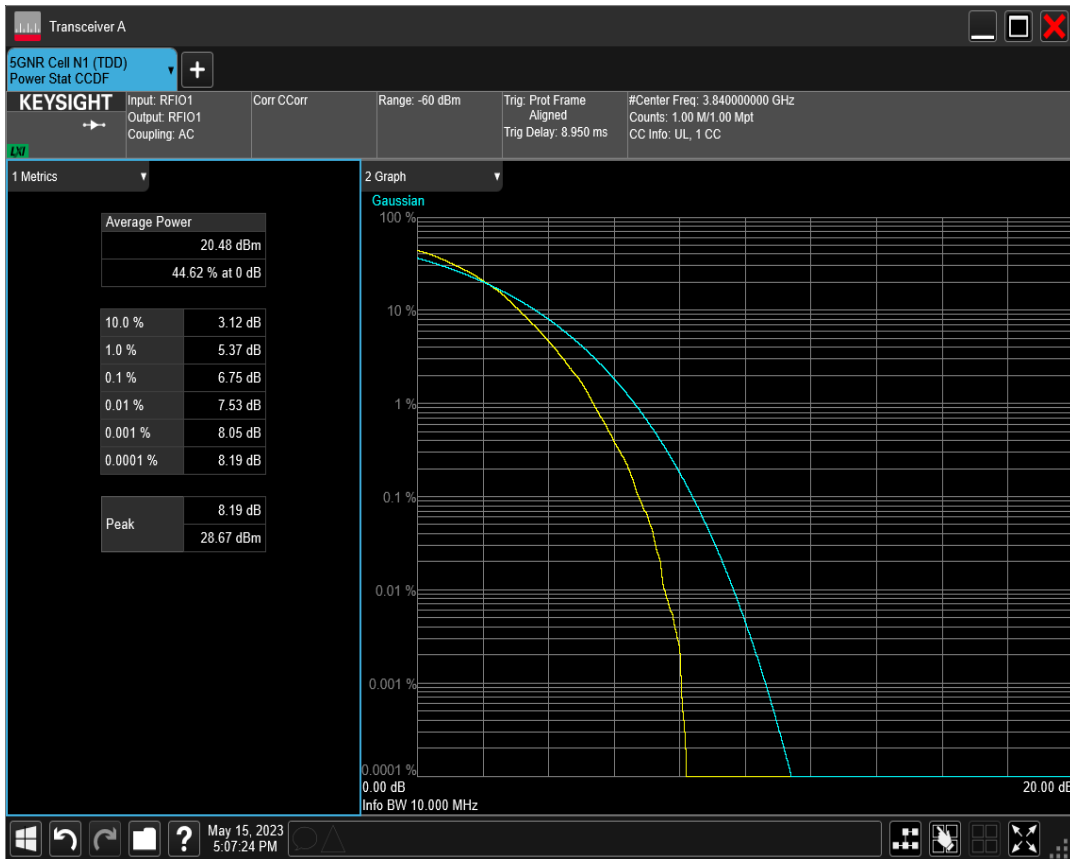 Transceiver A
5GNR Cell N1 (TDD)
Power Stat CCDF
+
KEYSIGHT
LXI
Input: RFIO1
Output: RFIO1
Coupling: AC
Corr CCorr
Range: -60 dBm
Trig: Prot Frame
Aligned
Trig Delay: 8.950 ms
#Center Freq: 3.840000000 GHz
Counts: 1.00 M/1.00 Mpt
CC Info: UL, 1 CC
1 Metrics
Average Power
20.48 dBm
44.62 % at 0 dB
10.0 % 3.12 dB
1.0 % 5.37 dB
0.1 % 6.75 dB
0.01 % 7.53 dB
0.001 % 8.05 dB
0.0001 % 8.19 dB
Peak
8.19 dB
28.67 dBm
2 Graph
Gaussian
100 %
10 %
1 %
0.1 %
0.01 %
0.001 %
0.0001 %
0.00 dB 20.00 dB
Info BW 10.000 MHz
?
May 15, 2023
5:07:24 PM